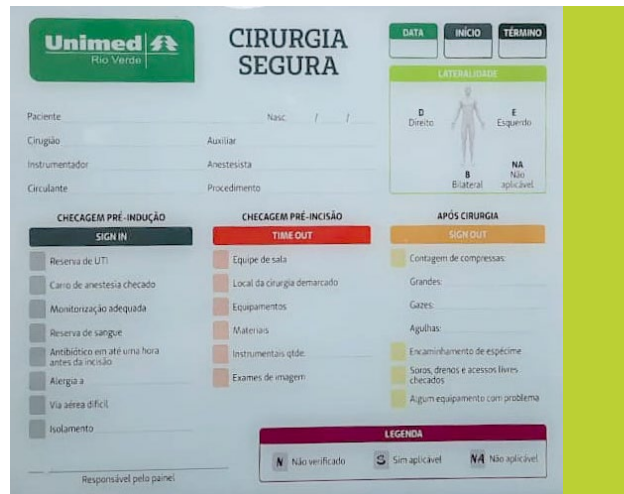 Unimed
Rio Verde
CIRURGIA
SEGURA
DATA
INÍCIO
TÉRMINO
LATERALIDADE
D
Direito
E
Esquerdo
B
Bilateral
NA
Não
aplicável
Paciente
Nasc. / /
Cirugião
Auxiliar
Instrumentador
Anestesista
Circulante
Procedimento
CHECAGEM PRÉ-INDUÇÃO
SIGN IN
Reserva de UTI
Carro de anestesia checado
Monitorização adequada
Reserva de sangue
Antibiótico em até uma hora
antes da incisão
Alergia a
Via aérea difícil
Isolamento
Responsável pelo painel
CHECAGEM PRÉ-INCISÃO
TIME OUT
Equipe de sala
Local da cirurgia demarcado
Equipamentos
Materiais
Instrumentais qtde.
Exames de imagem
APÓS CIRURGIA
SIGN OUT
Contagem de compressas:
Grandes:
Gazes:
Agulhas:
Encaminhamento de espécime
Soros, drenos e acessos livres
checados
Algum equipamento com problema
LEGENDA
N Não verificado
S Sim aplicável
NA Não aplicável